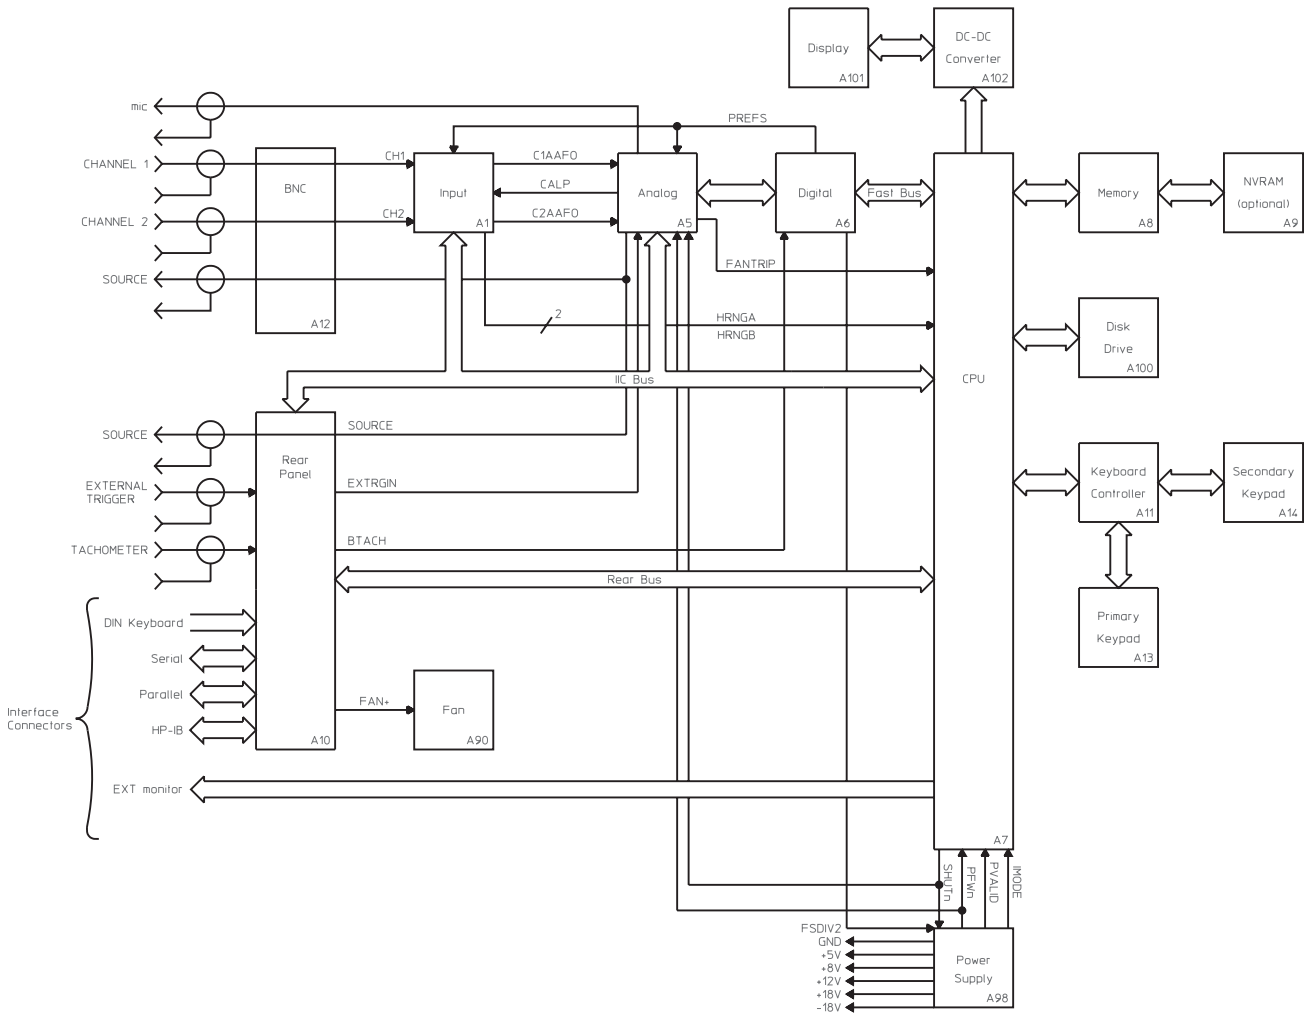 Display
A101
DC-DC
Converter
A102
mic
PREFS
CHANNEL 1
CH1
C1AAFO
CALP
C2AAFO
BNC
Input
A1
Analog
A5
Digital
A6
Fast Bus
Memory
A8
NVRAM
(optional)
A9
CHANNEL 2
CH2
SOURCE
A12
FANTRIP
2
HRNGA
HRNGB
Disk
Drive
A100
IIC Bus
CPU
SOURCE
SOURCE
Rear
Panel
EXTERNAL
TRIGGER
EXTRGIN
Keyboard
Controller
A11
Secondary
Keypad
A14
TACHOMETER
BTACH
Rear Bus
DIN Keyboard
Serial
Parallel
HP-IB
Interface
Connectors
EXT monitor
FAN+
Fan
A90
A10
Primary
Keypad
A13
A7
SHUTn
PFWn
PVALID
IMODE
FSDIV2
GND
+5V
+8V
+12V
+18V
-18V
Power
Supply
A98